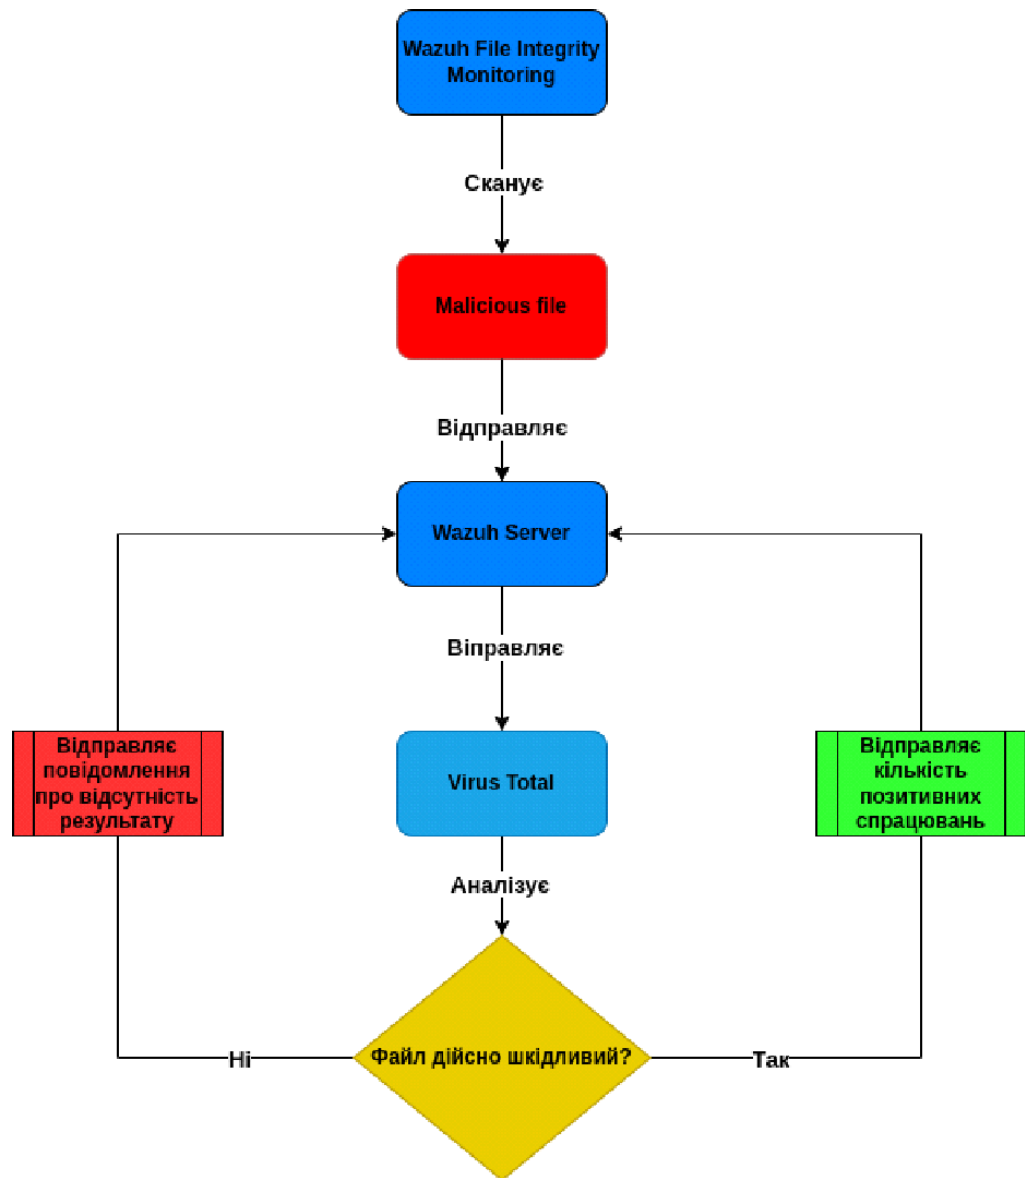 Wazuh File Integrity
Monitoring
Сканує
Malicious file
Відправляє
Wazuh Server
Віправляє
Відправляє
повідомлення
про відсутність
результату
Virus Total
Відправляє
кількість
позитивних
спрацювань
Аналізує
Файл дійсно шкідливий?
Ні
Так